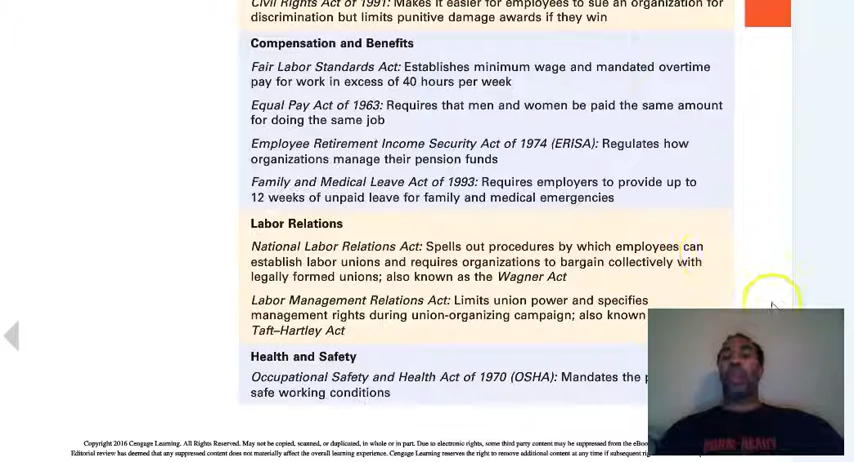 Civil Rights Act of 1991: Makes it easier for employees to sue an organization for
discrimination but limits punitive damage awards if they win
Compensation and Benefits
Fair Labor Standards Act: Establishes minimum wage and mandated overtime
pay for work in excess of 40 hours per week
Equal Pay Act of 1963: Requires that men and women be paid the same amount
for doing the same job
Employee Retirement Income Security Act of 1974 (ERISA): Regulates how
organizations manage their pension funds
Family and Medical Leave Act of 1993: Requires employers to provide up to
12 weeks of unpaid leave for family and medical emergencies
Labor Relations
National Labor Relations Act: Spells out procedures by which employees can
establish labor unions and requires organizations to bargain collectively with
legally formed unions; also known as the Wagner Act
Labor Management Relations Act: Limits union power and specifies
management rights during union-organizing campaign; also known
Taft–Hartley Act
Health and Safety
Occupational Safety and Health Act of 1970 (OSHA): Mandates the
safe working conditions
Copyright 2016 Cengage Learning. All Rights Reserved. May not be copied, scanned, or duplicated, in whole or in part. Due to electronic rights, some third party content may be suppressed from the
Editorial review has deemed that any suppressed content does not materially affect the overall learning experience. Cengage Learning reserves the right to remove additional content at any time if subsequent